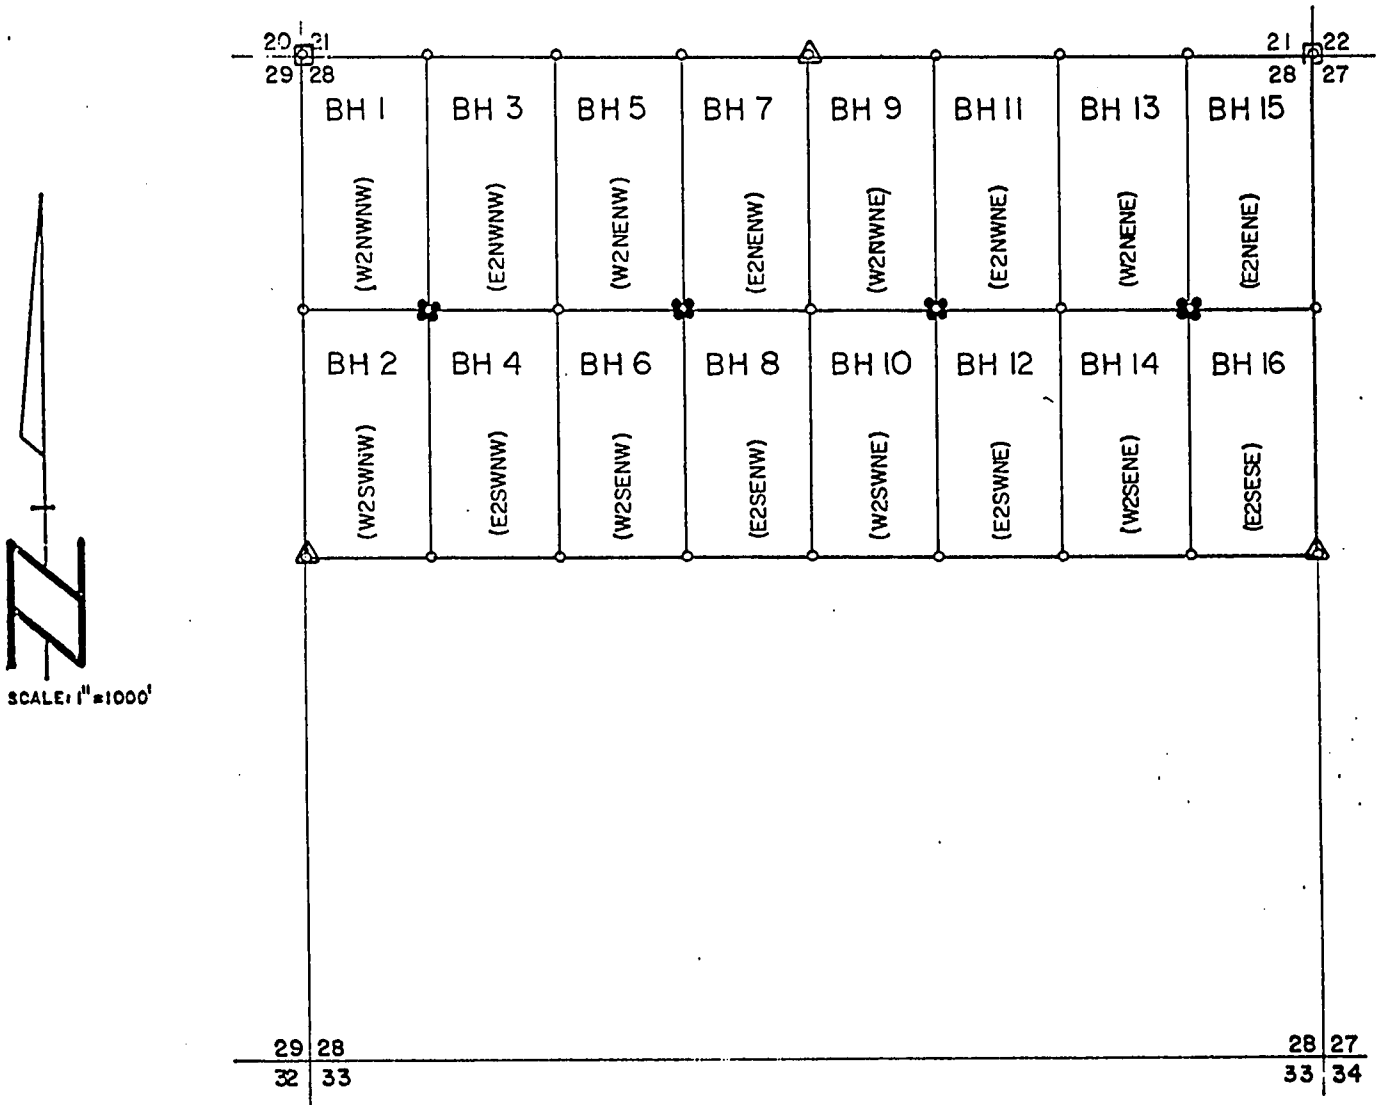 20 21 21 22
29 28 28 27
BH 1 BH 3 BH 5 BH 7 BH 9 BH 11 BH 13 BH 15
(W2NWNW) (E2NWNW) (W2NENW) (E2NENW) (W2NWNE) (E2NWNE) (W2NENE) (E2NENE)
BH 2 BH 4 BH 6 BH 8 BH 10 BH 12 BH 14 BH 16
(W2SWNW) (E2SWNW) (W2SENW) (E2SENW) (W2SWNE) (E2SWNE) (W2SENE) (E2SESE)
N
SCALE: 1"=1000'
29 28 28 27
32 33 33 34